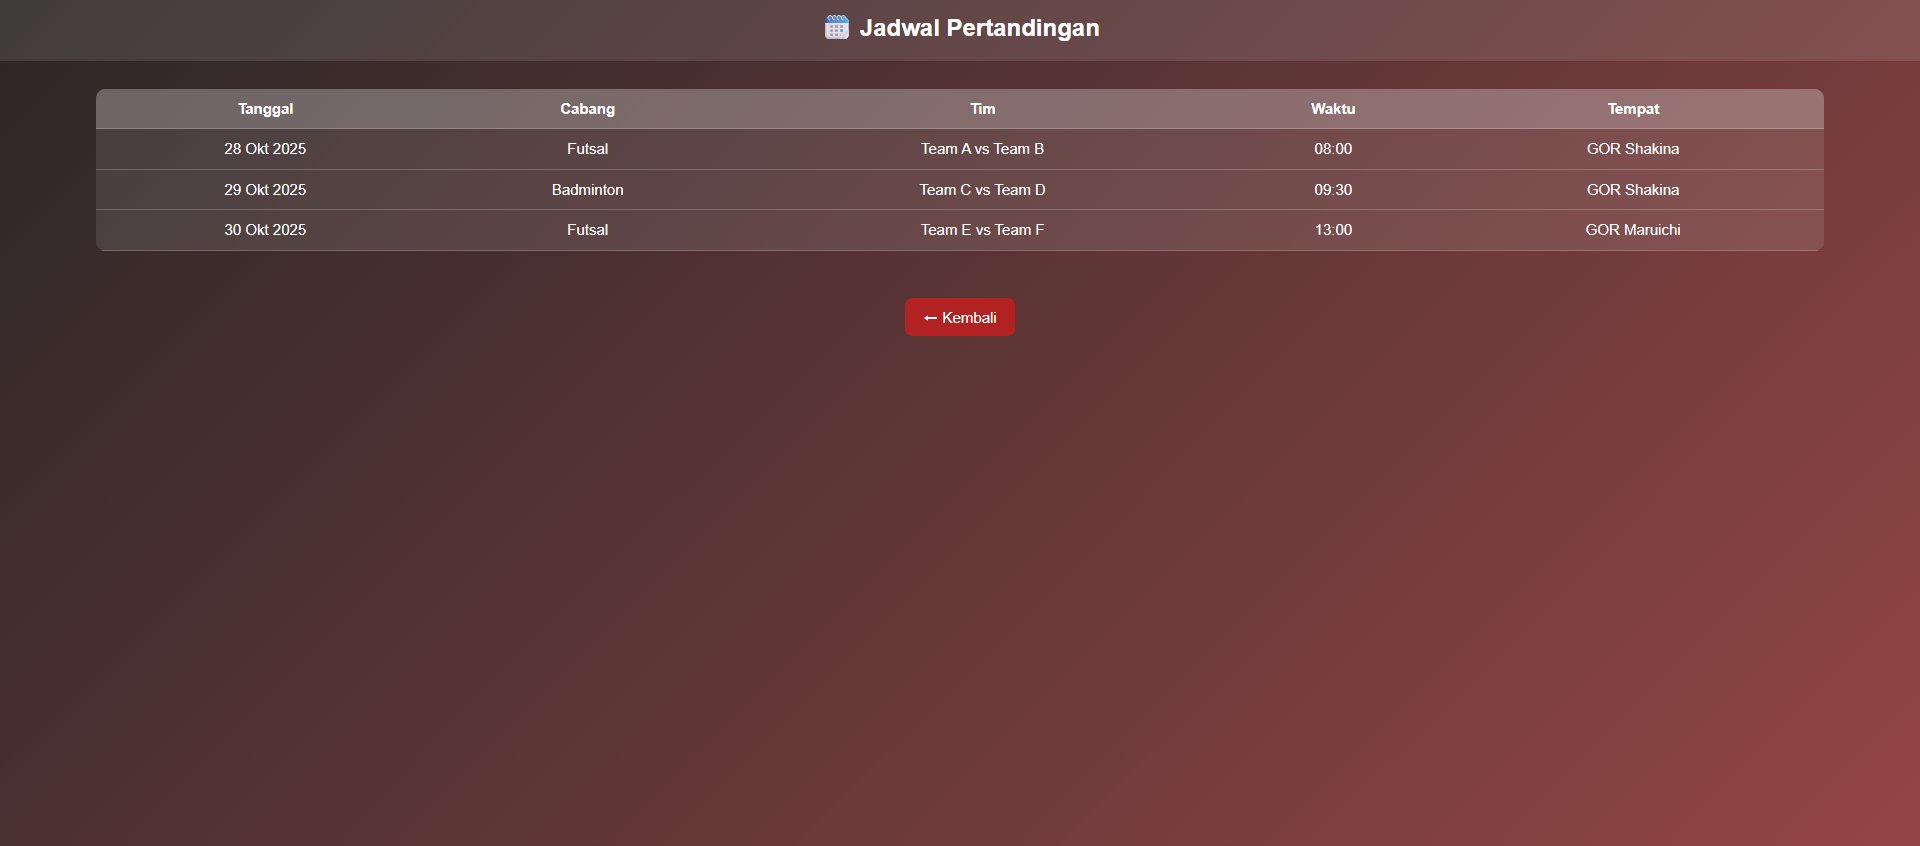 Jadwal Pertandingan
Tanggal Cabang Tim Waktu Tempat
28 Okt 2025 Futsal Team A vs Team B 08:00 GOR Shakina
29 Okt 2025 Badminton Team C vs Team D 09:30 GOR Shakina
30 Okt 2025 Futsal Team E vs Team F 13:00 GOR Maruichi
← Kembali